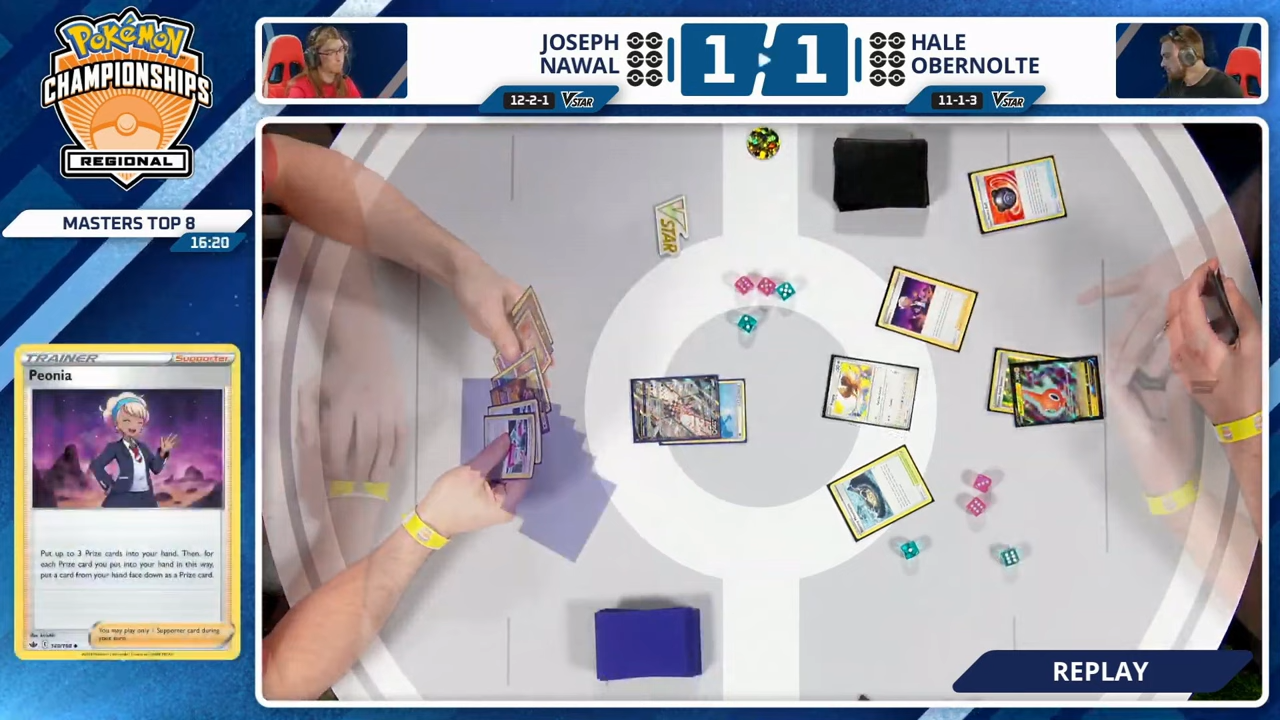 Pokémon
CHAMPIONSHIPS
REGIONAL
MASTERS TOP 8
16:20
JOSEPH
NAWAL
12-2-1
VSTAR
1
1
HALE
OBERNOLTE
11-1-3
VSTAR
TRAINER
Supporter
Peonia
Put up to 3 Prize cards into your hand. Then, for
each Prize card you put into your hand in this way,
put a card from your hand face down as a Prize card.
You may play only 1 Supporter card during
your turn.
VSTAR
REPLAY